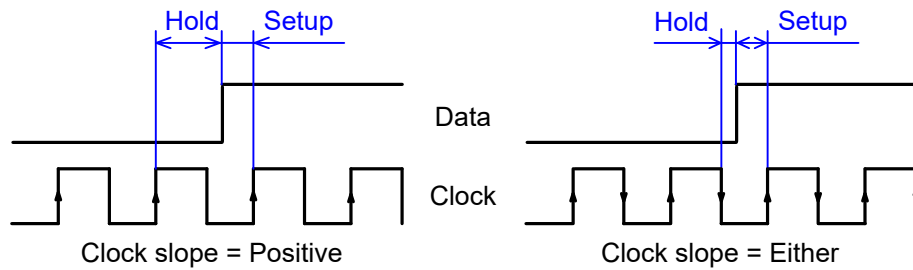 Hold Setup
Hold Setup
Data
Clock
Clock slope = Positive
Clock slope = Either